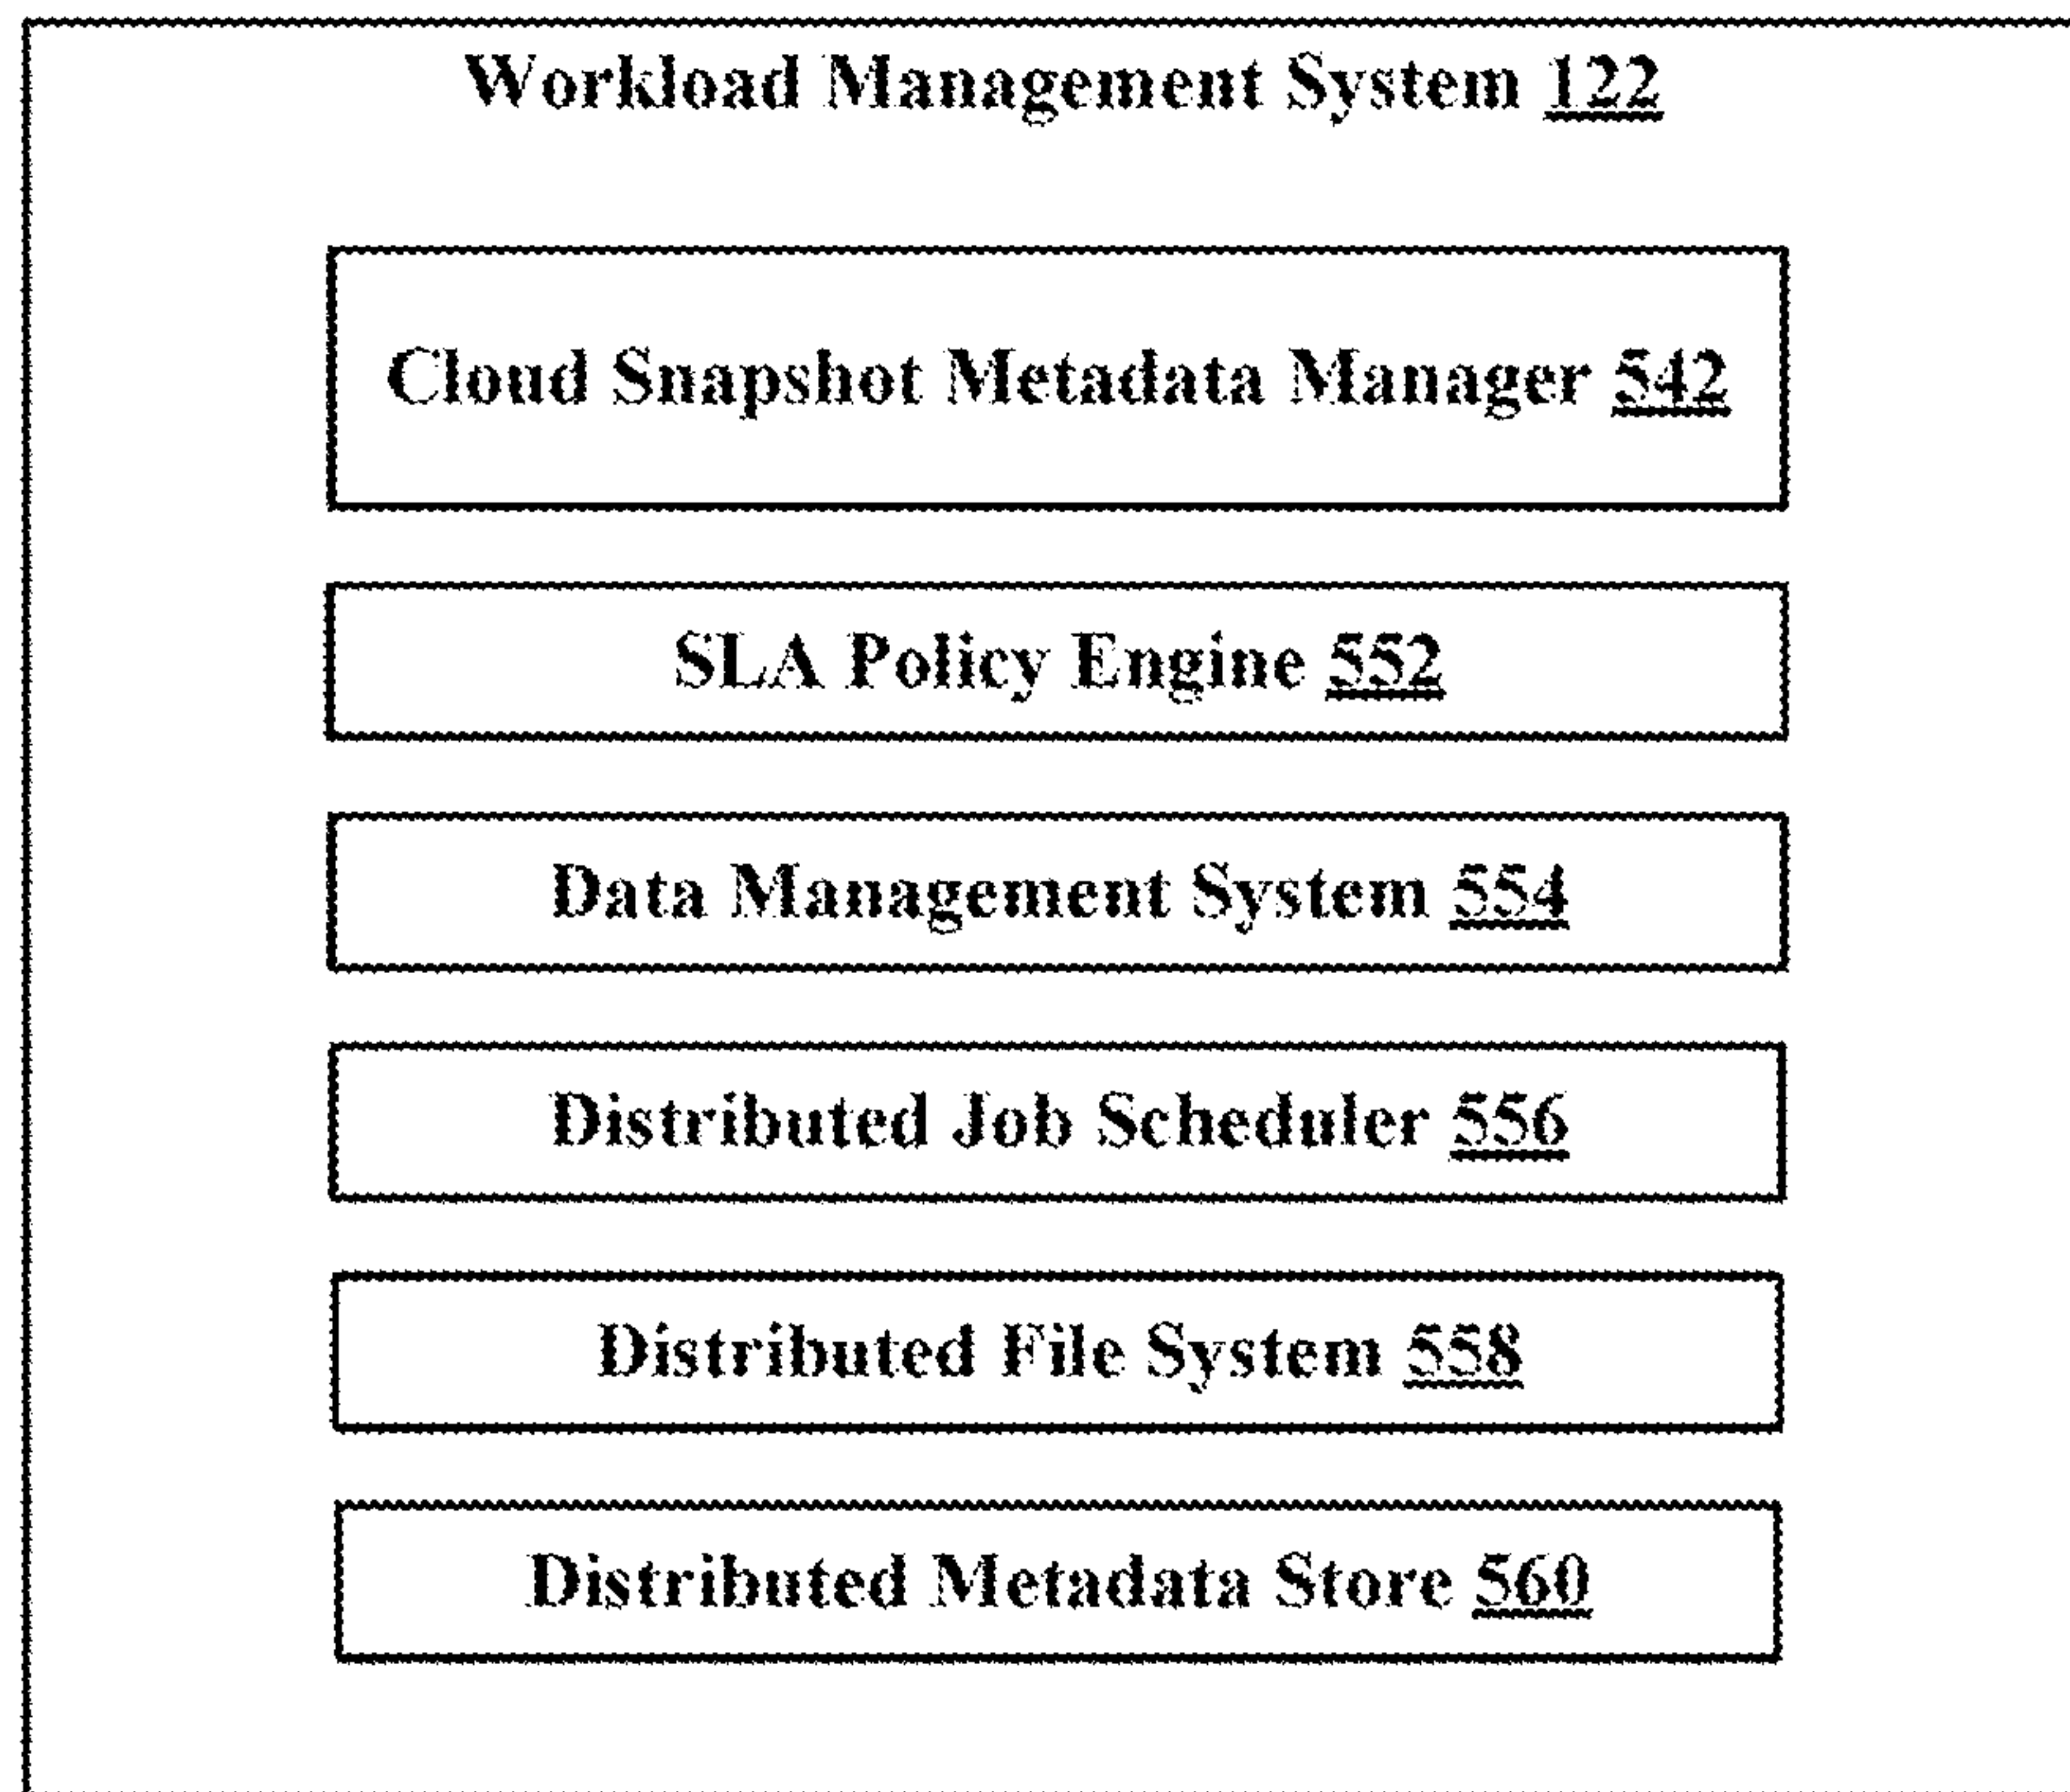 Workload Management System 122
Cloud Snapshot Metadata Manager 542
SLA Policy Engine 552
Data Management System 554
Distributed Job Scheduler 556
Distributed File System 558
Distributed Metadata Store 560